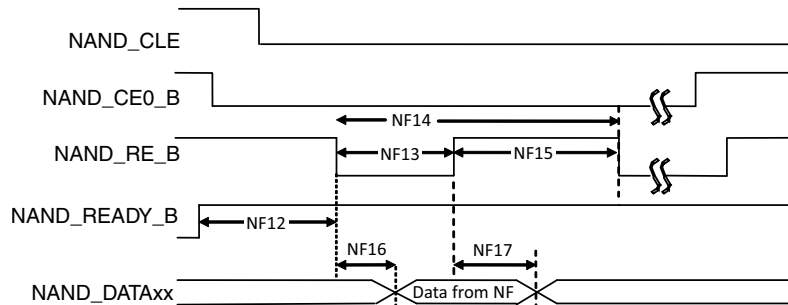 NAND_CLE
NAND_CE0_B
NF14
NAND_RE_B
NF13
NF15
NAND_READY_B
NF12
NF16
NF17
NAND_DATAxx
Data from NF